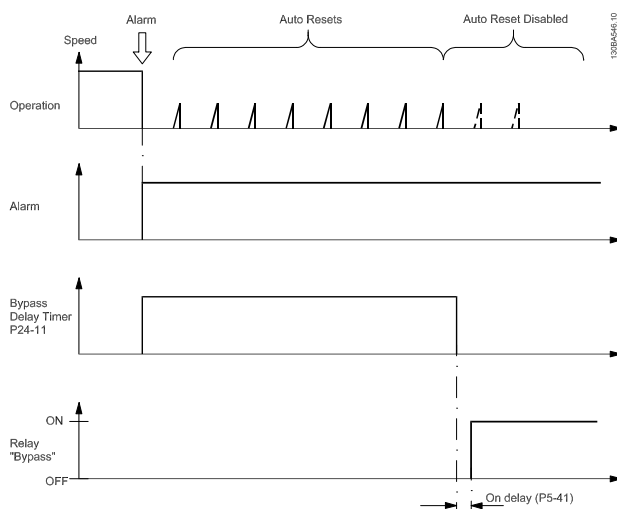 Alarm
Auto Resets
Auto Reset Disabled
130BA546.10
Speed
Operation
Alarm
Bypass
Delay Timer
P24-11
ON
Relay
"Bypass"
OFF
On delay (P5-41)